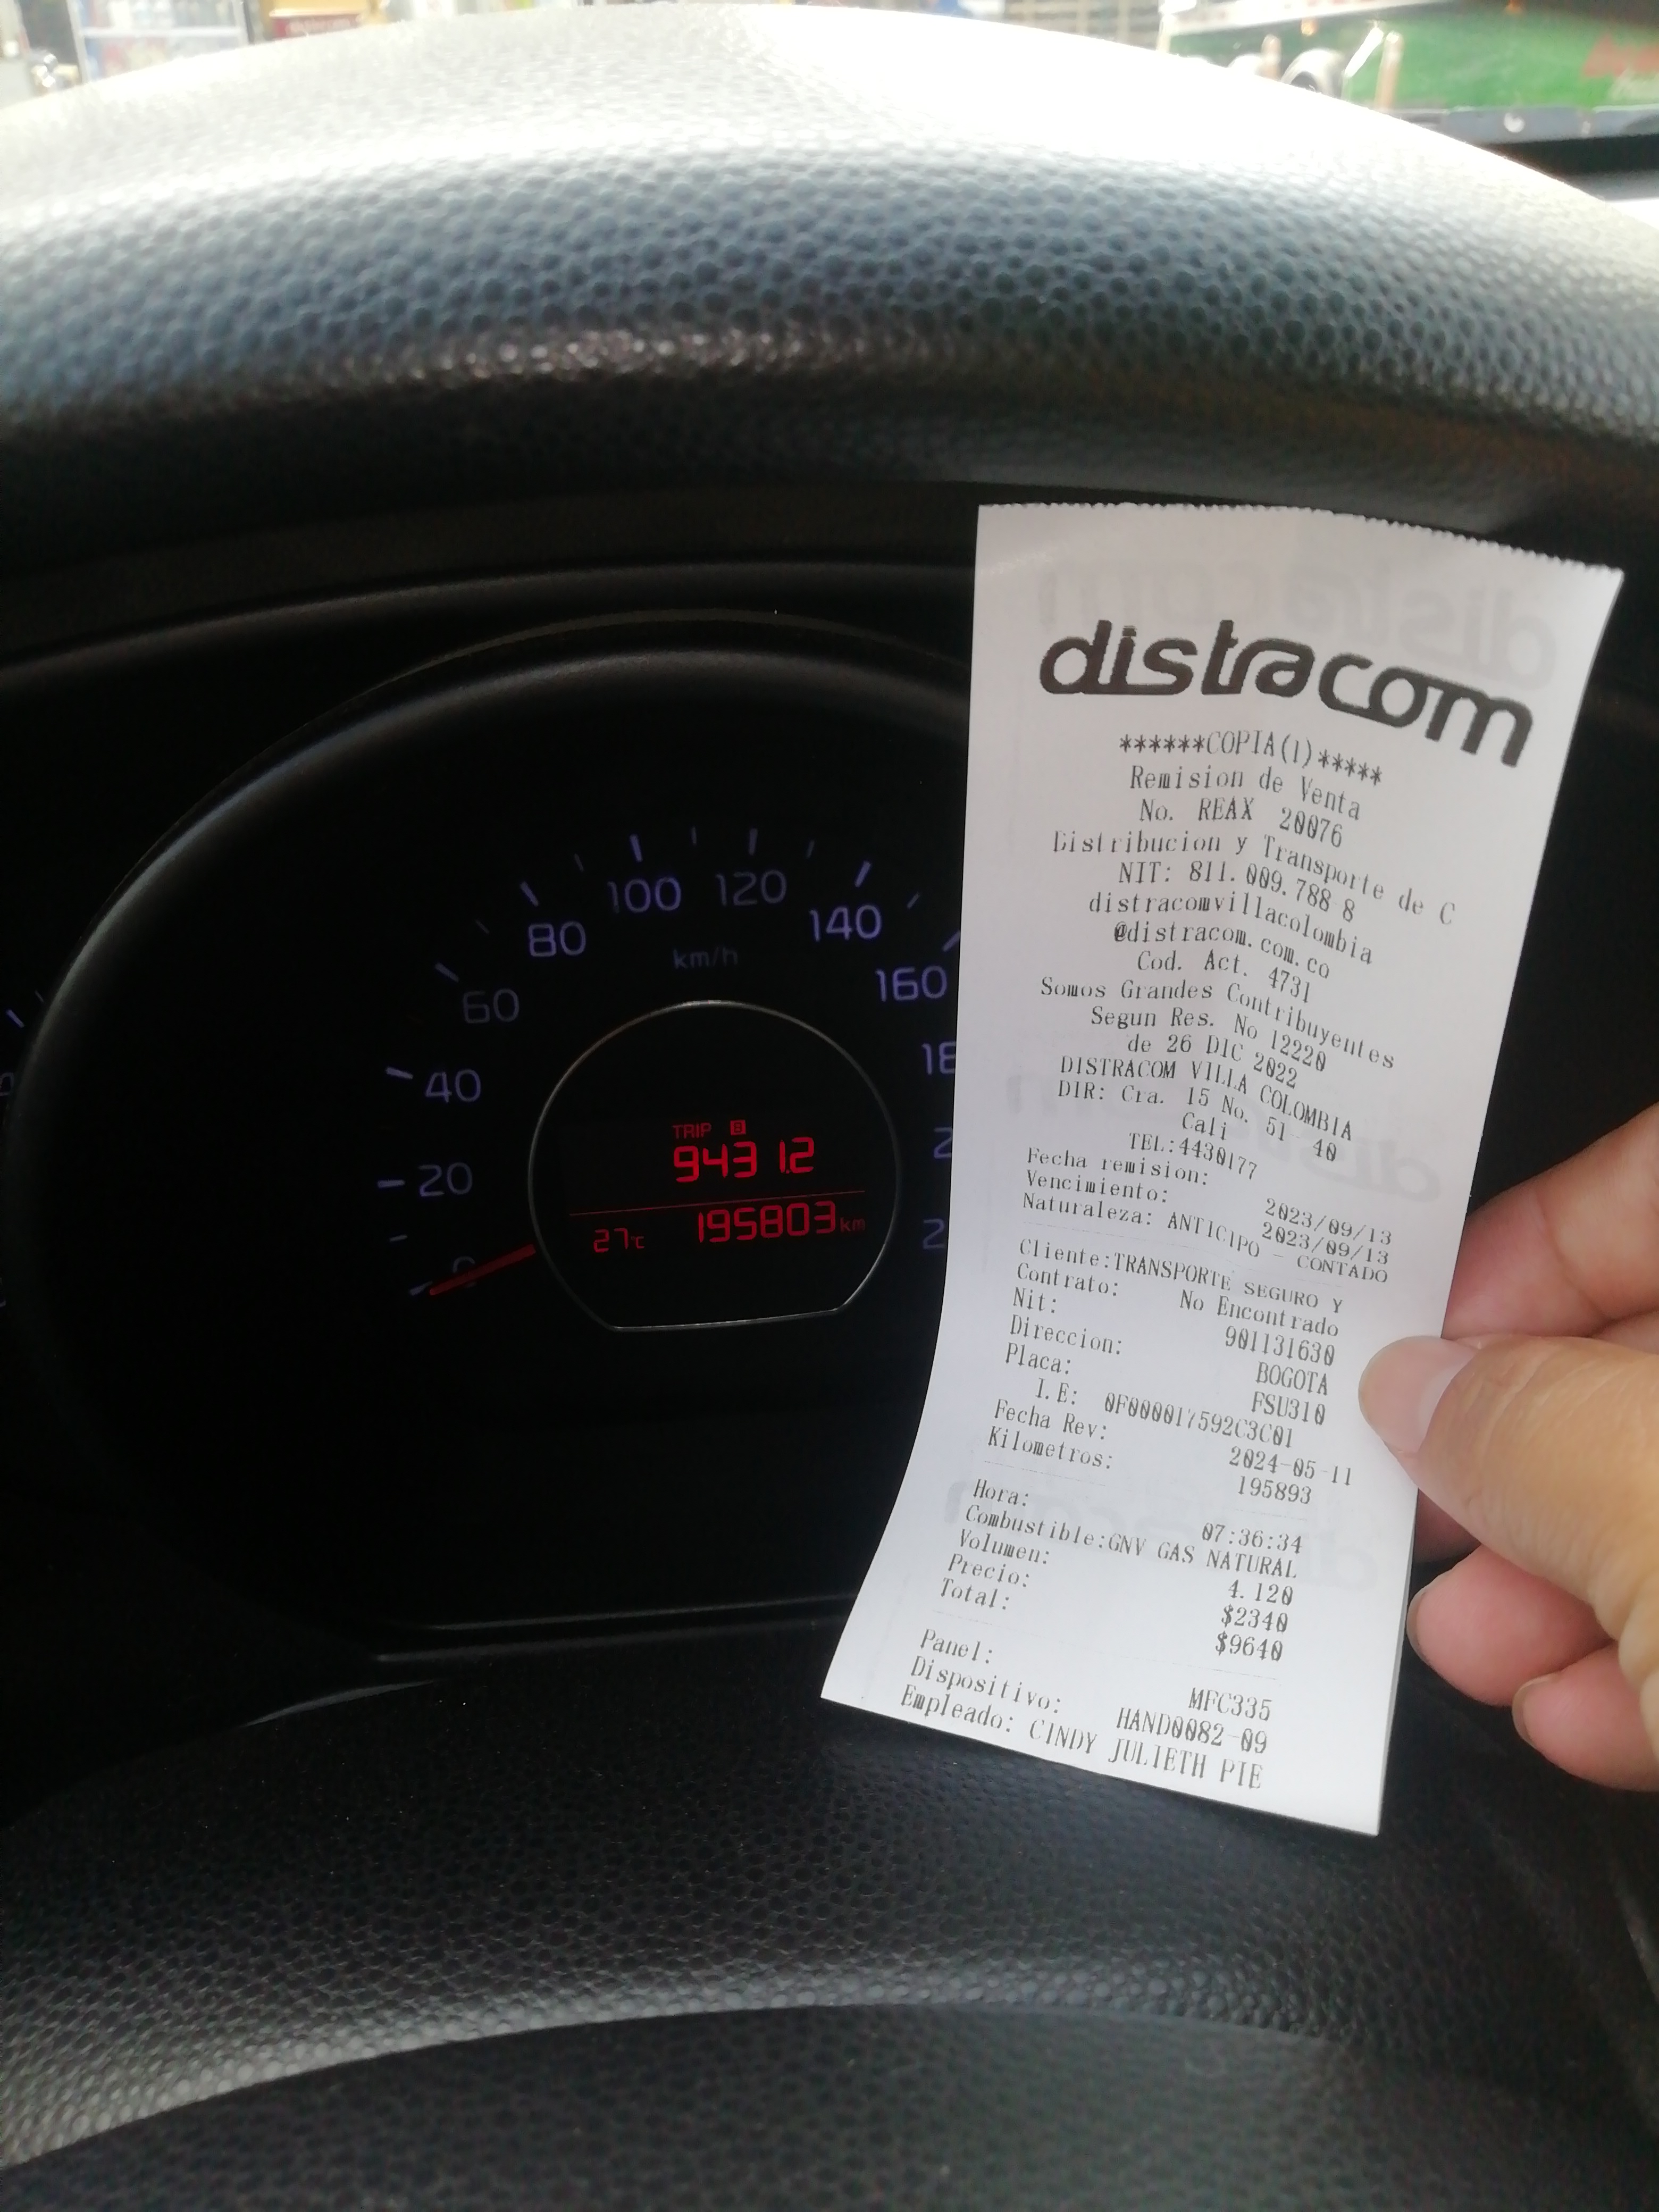 100
120
80
140
km/h
60
160
40
18
20
0
TRIP B
9431.2
27°C 195803 km
distracom
******COPIA(1)*****
Remision de Venta
No. REAX 20076
Distribucion y Transporte de C
NIT: 811.009.788 8
distracomvillacolombia
@distracom.com.co
Cod. Act. 4731
Somos Grandes Contribuyentes
Segun Res. No 12220
de 26 DIC 2022
DISTRACOM VILLA COLOMBIA
DIR: Cra. 15 No. 51 40
Cali
TEL:4430177
Fecha remision: 2023/09/13
Vencimiento: 2023/09/13
Naturaleza: ANTICIPO - CONTADO
Cliente:TRANSPORTE SEGURO Y
Contrato: No Encontrado
Nit: 901131630
Direccion: BOGOTA
Placa: FSU310
I.E: 0F000017592C3C01
Fecha Rev: 2024-05-11
Kilometros: 195893
Hora: 07:36:34
Combustible:GNV GAS NATURAL
Volumen: 4.120
Precio: $2340
Total: $9640
Panel: MFC335
Dispositivo: HAND0082-09
Empleado: CINDY JULIETH PIE